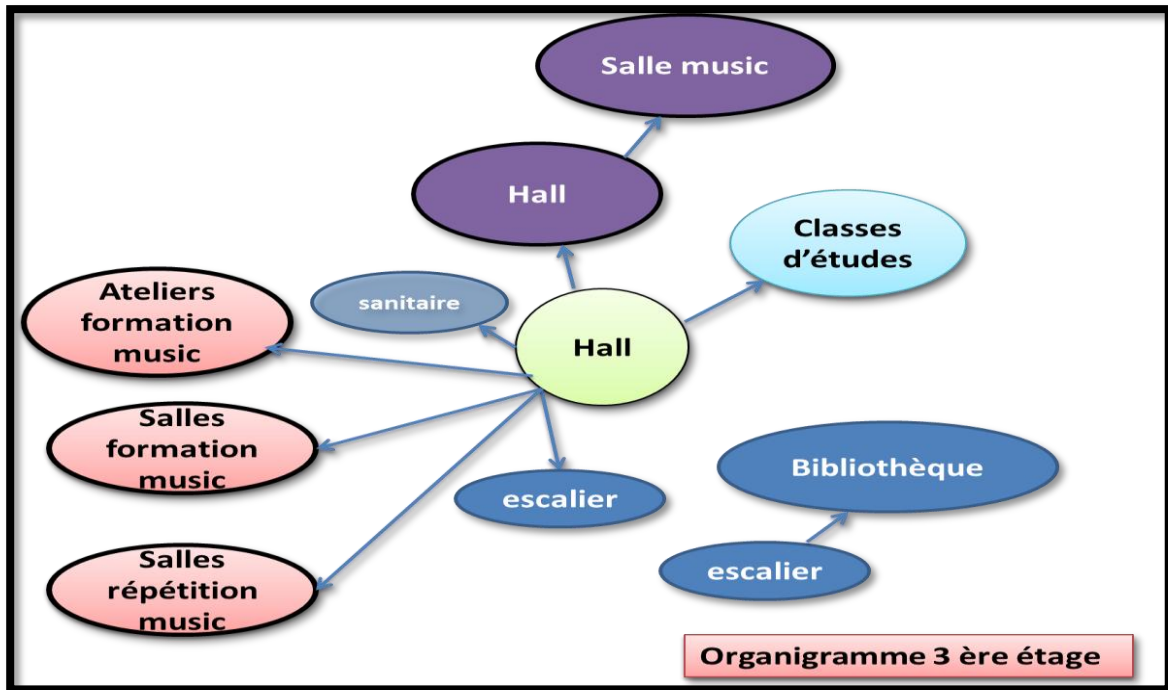 Salle music
Hall
Classes
d'études
Ateliers
formation
music
sanitaire
Hall
Salles
formation
music
Bibliothèque
escalier
escalier
Salles
répétition
music
Organigramme 3 ère étage